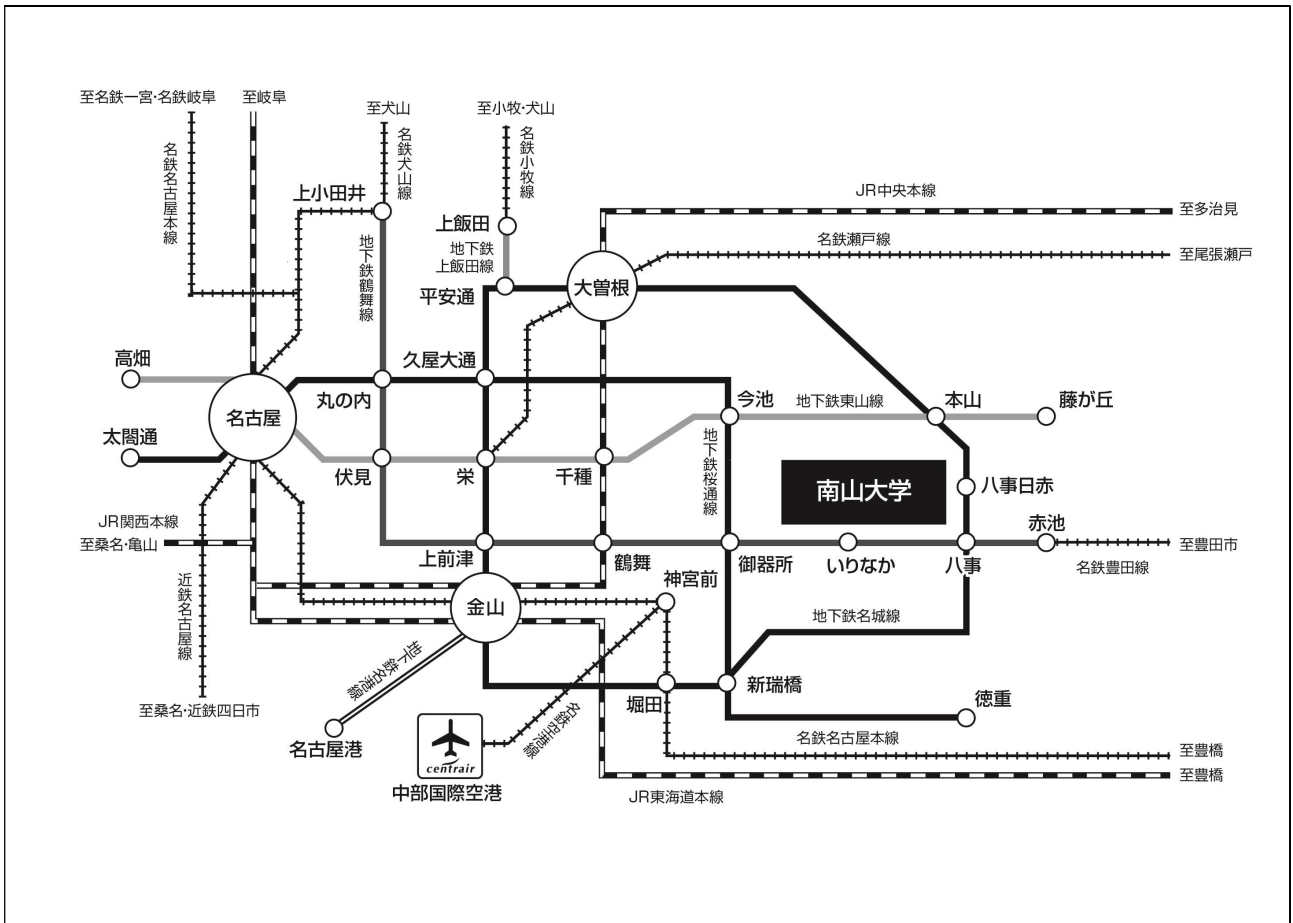 至名鉄一宮・名鉄岐阜
至岐阜
至犬山
至小牧・犬山
名鉄名古屋本線
名鉄犬山線
名鉄小牧線
上小田井
JR中央本線
至多治見
上飯田
地下鉄
上飯田線
名鉄瀬戸線
至尾張瀬戸
地下鉄鶴舞線
平安通
大曽根
高畑
久屋大通
丸の内
今池
地下鉄東山線
本山
藤が丘
名古屋
太閤通
伏見
栄
千種
地下鉄桜通線
南山大学
八事日赤
JR関西本線
至桑名・亀山
赤池
至豊田市
上前津
鶴舞
御器所
いりなか
八事
名鉄豊田線
近鉄名古屋線
神宮前
金山
地下鉄名城線
地下鉄名港線
至桑名・近鉄四日市
堀田
新瑞橋
徳重
名古屋港
名鉄空港線
centrair
中部国際空港
名鉄名古屋本線
至豊橋
至豊橋
JR東海道本線